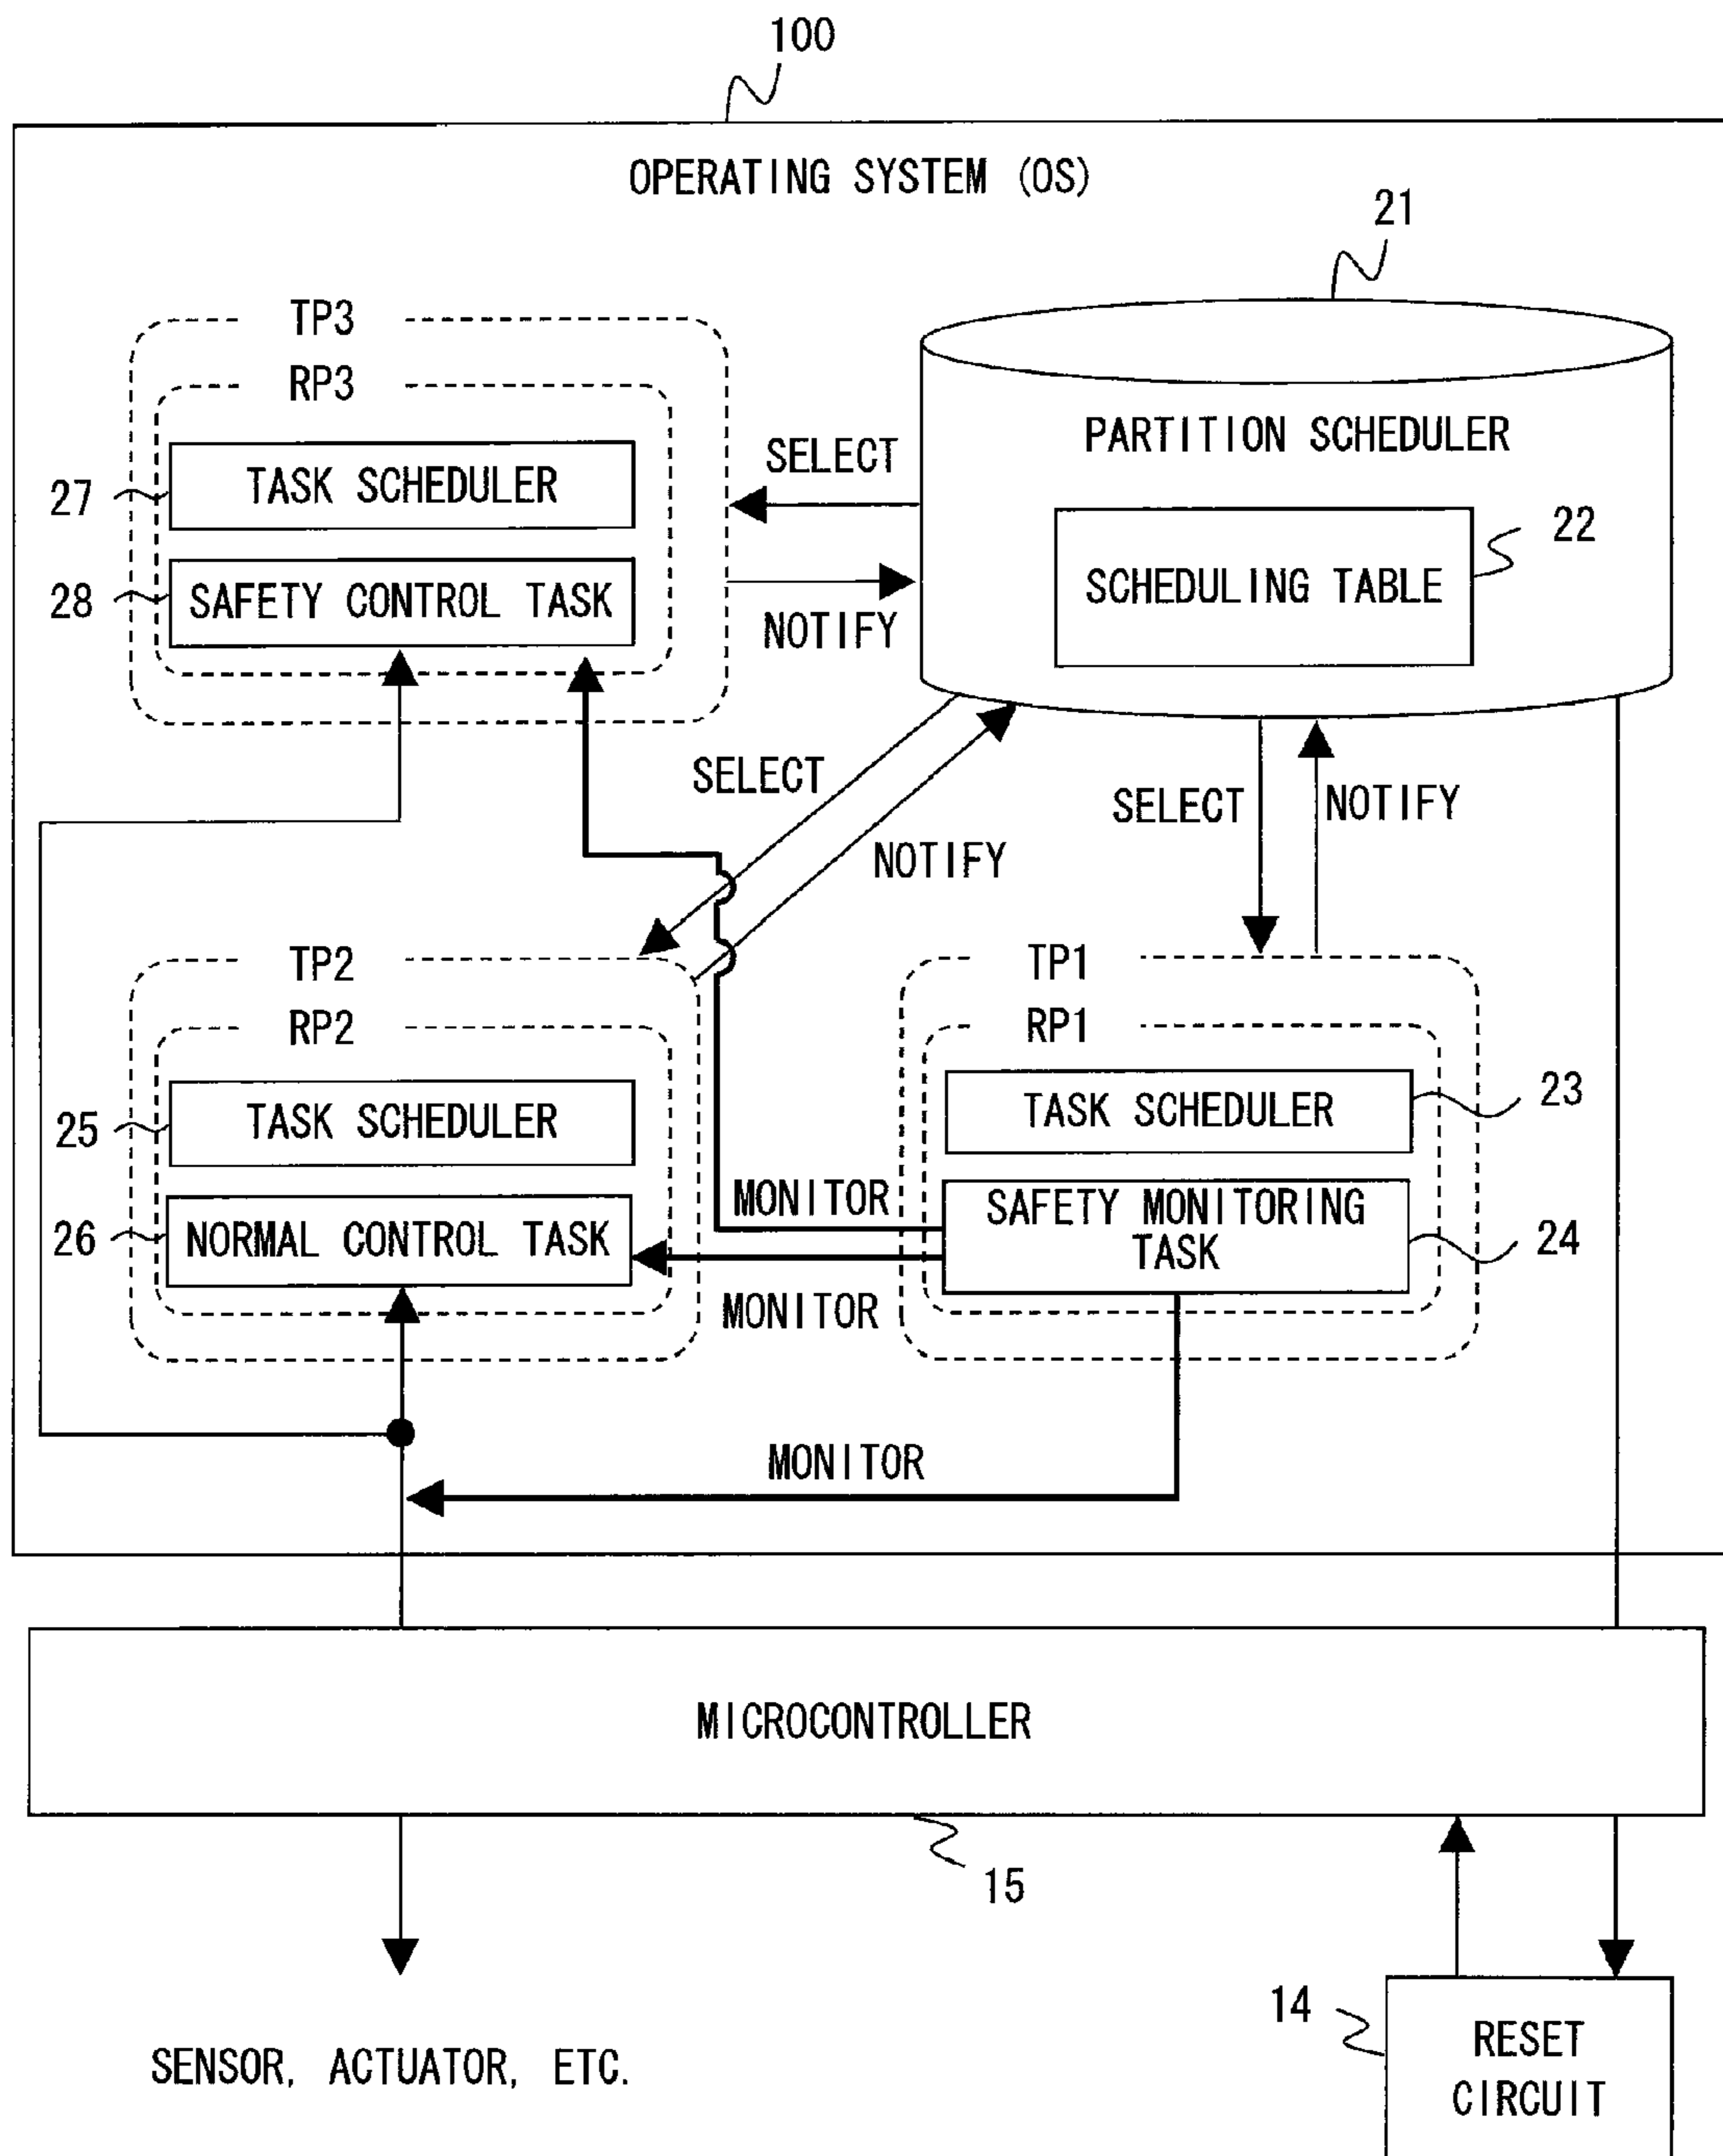 100
OPERATING SYSTEM (OS)
21
TP3
RP3
PARTITION SCHEDULER
SELECT
27
TASK SCHEDULER
22
SCHEDULING TABLE
28
SAFETY CONTROL TASK
NOTIFY
SELECT
SELECT
NOTIFY
NOTIFY
TP2
TP1
RP2
RP1
23
TASK SCHEDULER
25
TASK SCHEDULER
MONITOR
SAFETY MONITORING
TASK
24
26
NORMAL CONTROL TASK
MONITOR
MONITOR
MICROCONTROLLER
15
14
RESET
CIRCUIT
SENSOR, ACTUATOR, ETC.